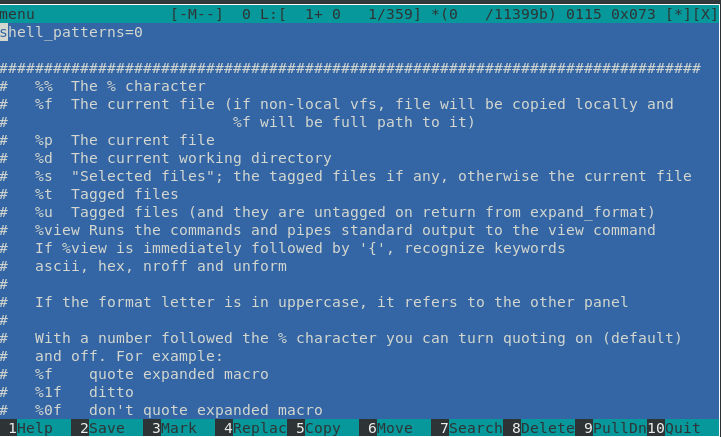 menu               [-M--]  0 L:[  1+ 0   1/359] *(0   /11399b) 0115 0x073 [*][X]
shell_patterns=0
##############################################################################
#   %%  The % character
#   %f  The current file (if non-local vfs, file will be copied locally and
#                         %f will be full path to it)
#   %p  The current file
#   %d  The current working directory
#   %s  "Selected files"; the tagged files if any, otherwise the current file
#   %t  Tagged files
#   %u  Tagged files (and they are untagged on return from expand_format)
#   %view Runs the commands and pipes standard output to the view command
#   If %view is immediately followed by '{', recognize keywords
#   ascii, hex, nroff and unform
#
#   If the format letter is in uppercase, it refers to the other panel
#
#   With a number followed the % character you can turn quoting on (default)
#   and off. For example:
#   %f    quote expanded macro
#   %1f   ditto
#   %0f   don't quote expanded macro
1Help  2Save  3Mark  4Replac 5Copy  6Move  7Search 8Delete 9PullDn 10Quit